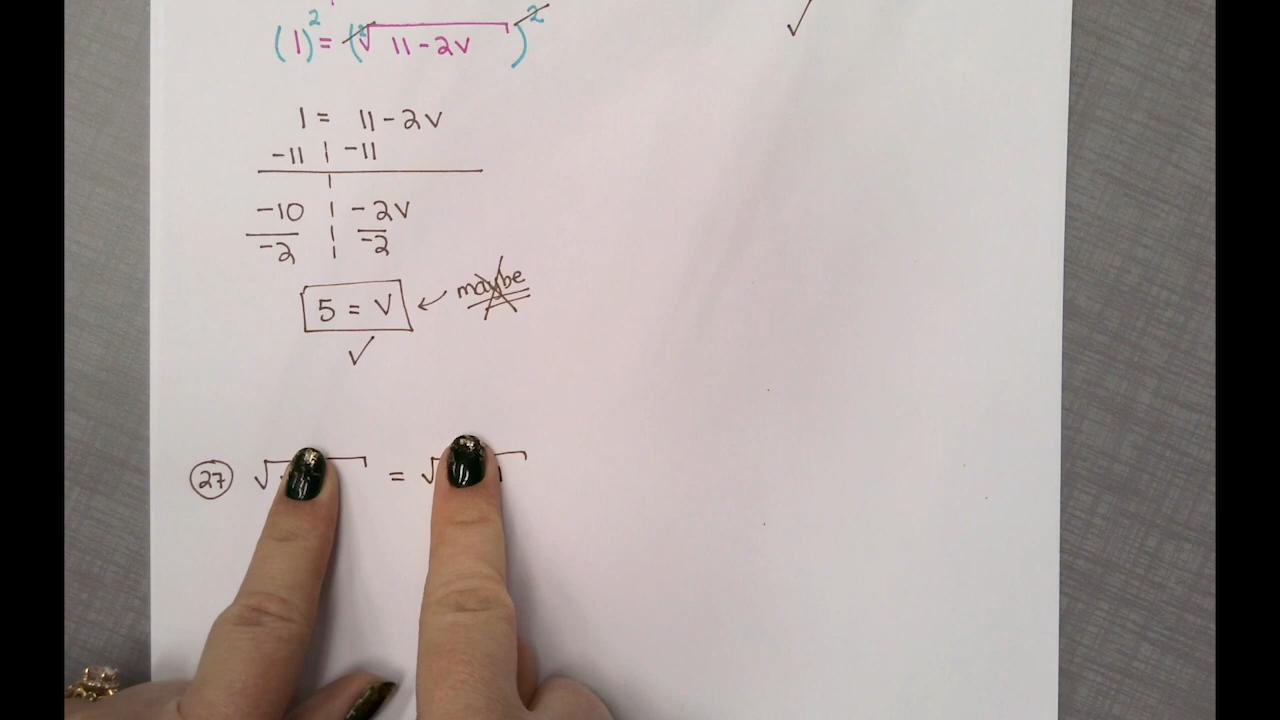 (1)² = (√11-2v)²
1 = 11-2v
-11 | -11
-10 | -2v
-2 | -2
5 = v ← maybe
✓
✓
27 √ = √